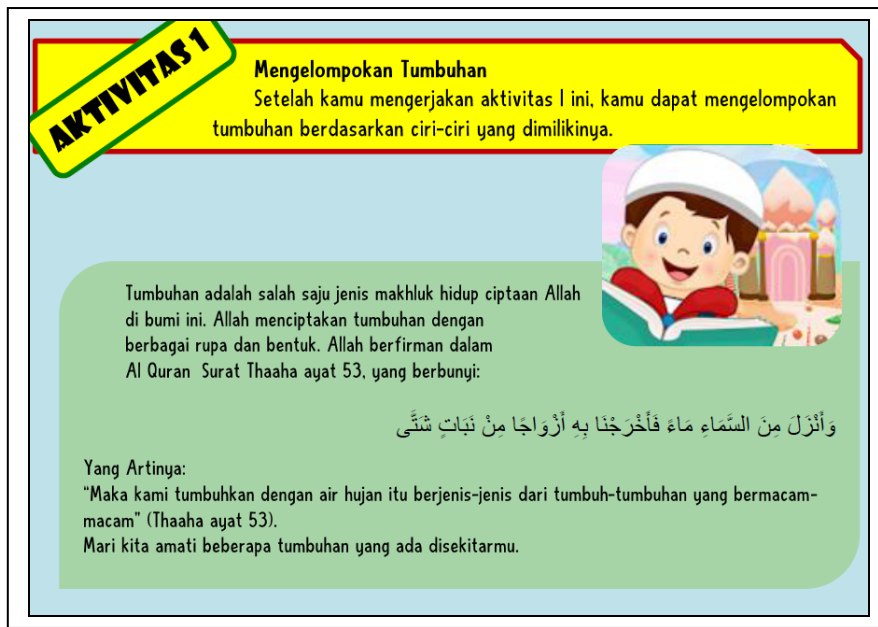 AKTIVITAS 1
Mengelompokan Tumbuhan
Setelah kamu mengerjakan aktivitas 1 ini, kamu dapat mengelompokan
tumbuhan berdasarkan ciri-ciri yang dimilikinya.
Tumbuhan adalah salah saju jenis makhluk hidup ciptaan Allah
di bumi ini. Allah menciptakan tumbuhan dengan
berbagai rupa dan bentuk. Allah berfirman dalam
Al Quran Surat Thaaha ayat 53, yang berbunyi:
وَأَنْزَلَ مِنَ السَّمَاءِ مَاءً فَأَخْرَجْنَا بِهِ أَزْوَاجًا مِنْ نَبَاتٍ شَتَّى
Yang Artinya:
“Maka kami tumbuhkan dengan air hujan itu berjenis-jenis dari tumbuh-tumbuhan yang bermacam-
macam” (Thaaha ayat 53).
Mari kita amati beberapa tumbuhan yang ada disekitarmu.